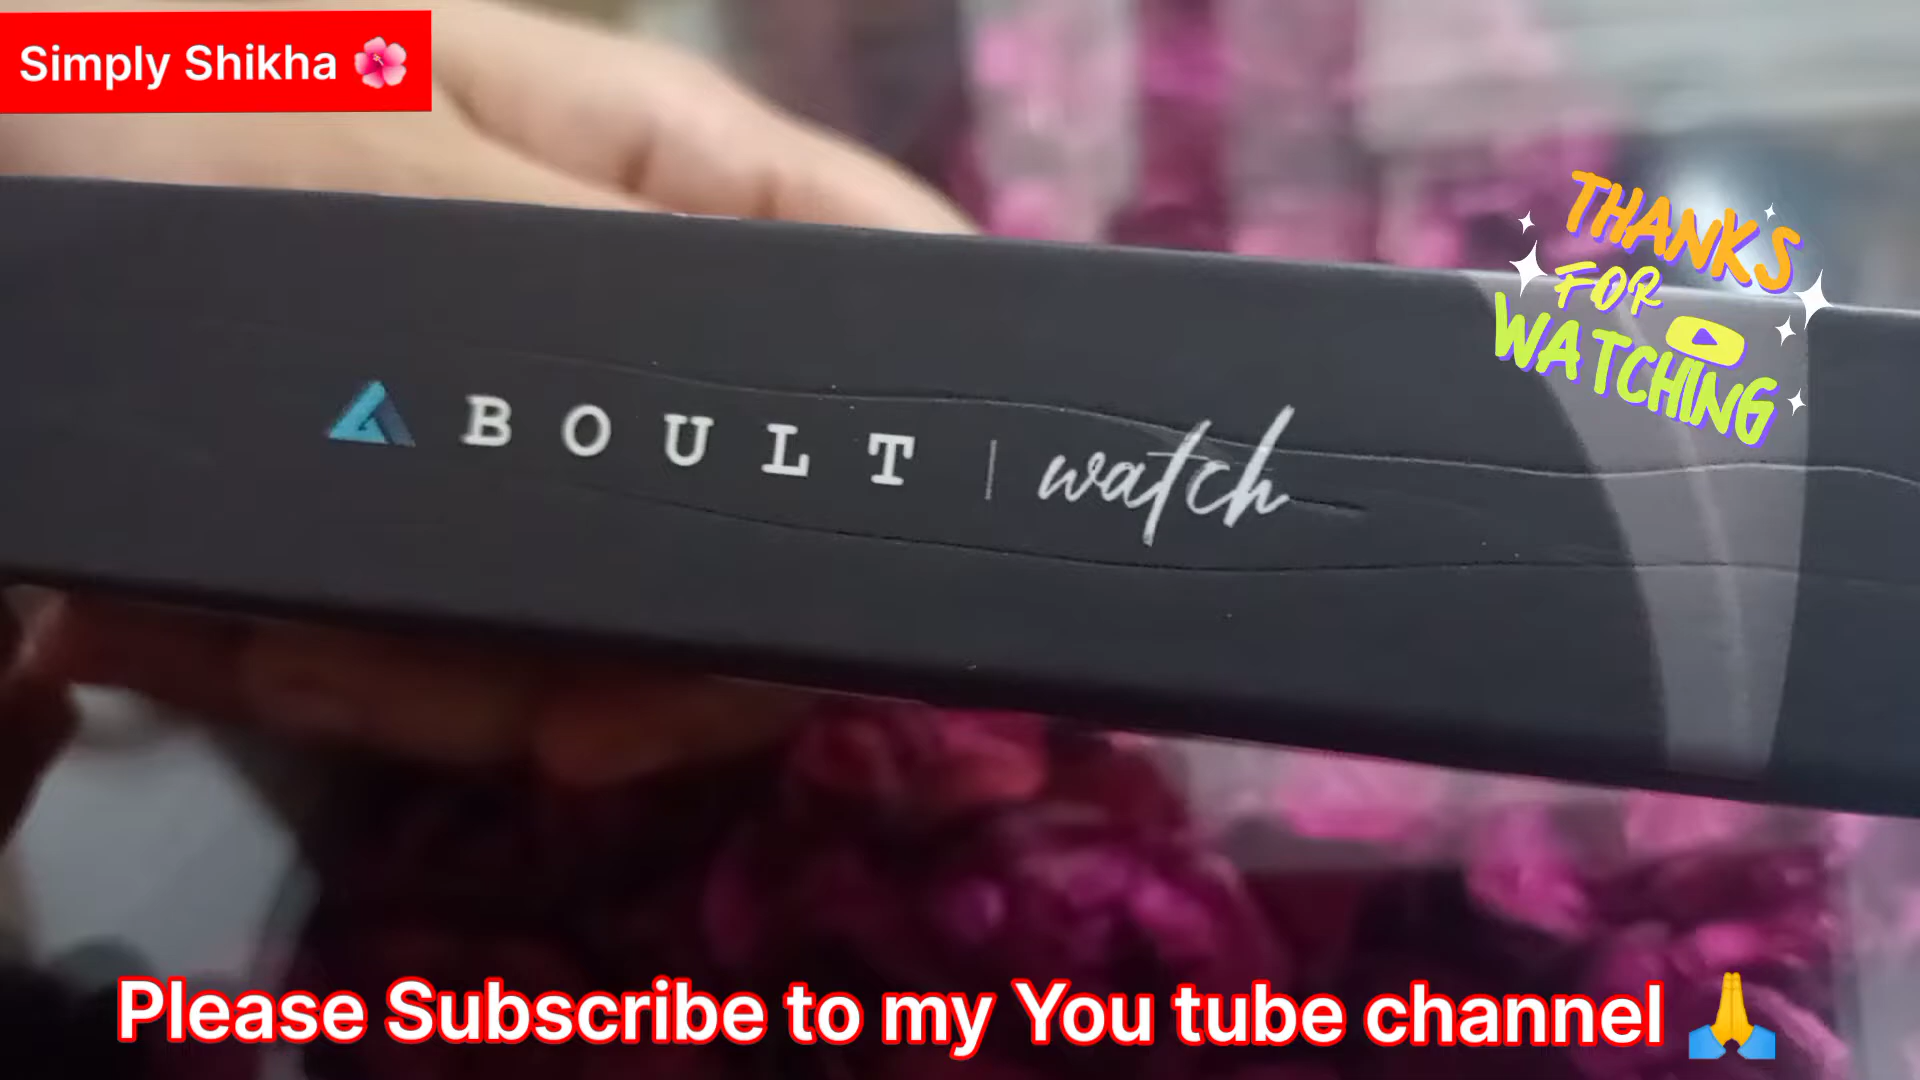 Simply Shikha 🌺
THANKS
FOR
WATCHING
BOULT | watch
Please Subscribe to my You tube channel 🙏